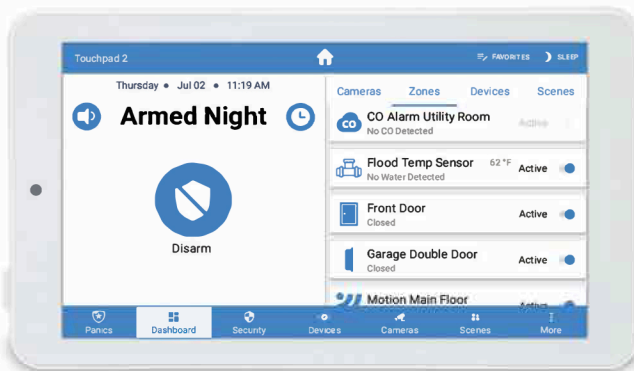 Touchpad 2
FAVORITES SLEEP
Thursday • Jul 02 • 11:19 AM
Armed Night
Disarm
Cameras Zones Devices Scenes
CO
CO Alarm Utility Room
No CO Detected
Active
Flood Temp Sensor 62 °F
No Water Detected
Active
Front Door
Closed
Active
Garage Double Door
Closed
Active
Motion Main Floor
Active
Panics Dashboard Security Devices Cameras Scenes More